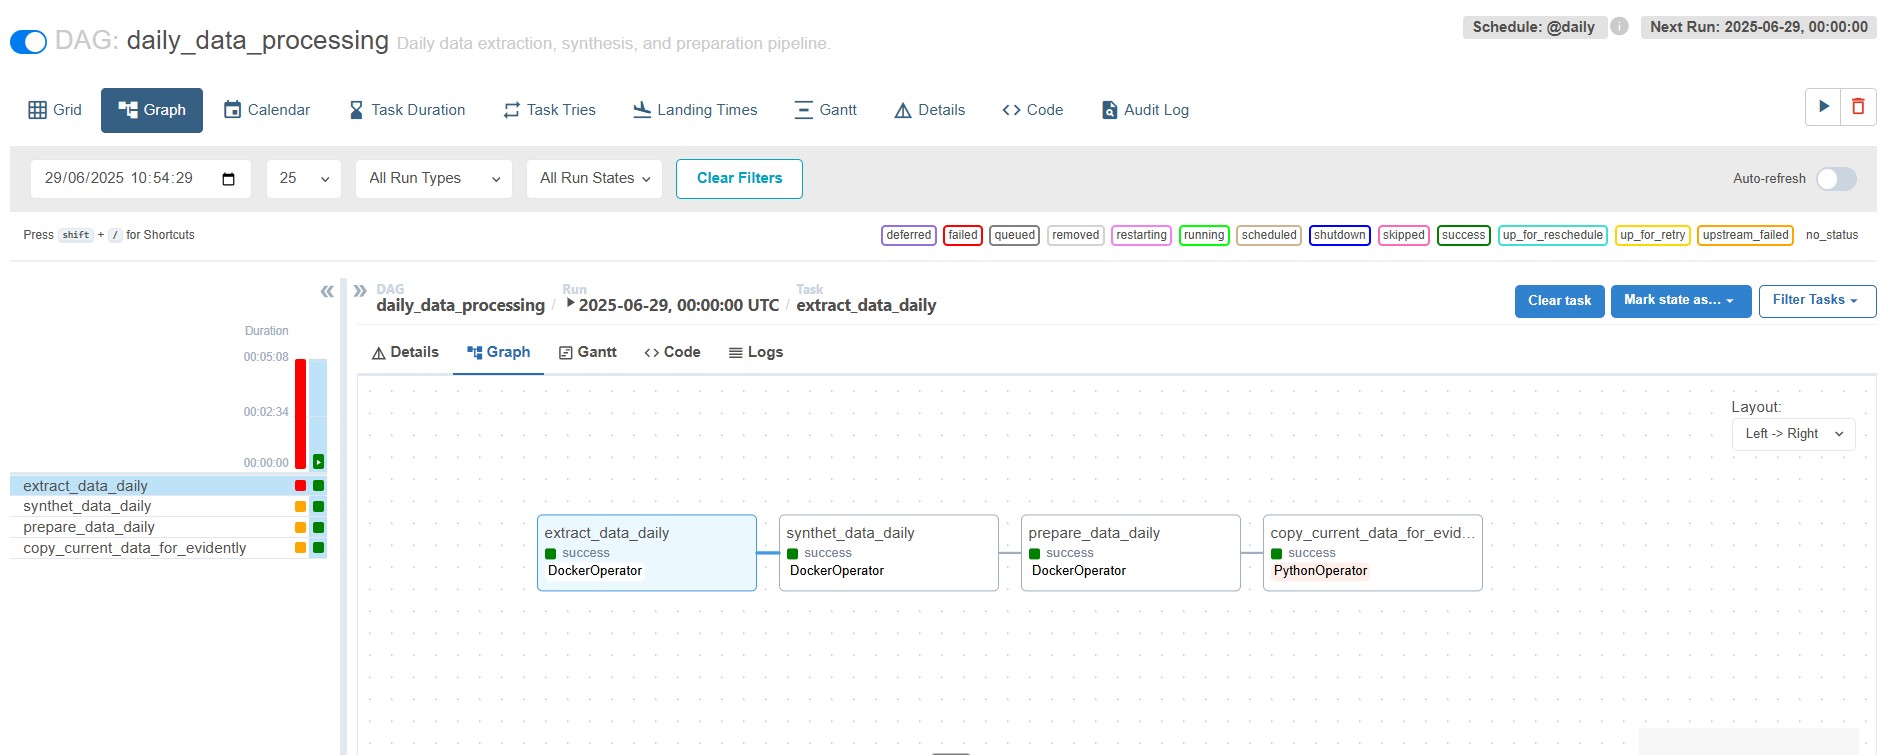 DAG: daily_data_processing Daily data extraction, synthesis, and preparation pipeline.
Schedule: @daily i Next Run: 2025-06-29, 00:00:00
Grid Graph Calendar Task Duration Task Tries Landing Times Gantt Details Code Audit Log
29/06/2025 10:54:29 25 All Run Types All Run States Clear Filters Auto-refresh
Press shift + / for Shortcuts
deferred failed queued removed restarting running scheduled shutdown skipped success up_for_reschedule up_for_retry upstream_failed no_status
Duration
00:05:08
00:02:34
00:00:00
extract_data_daily
synthet_data_daily
prepare_data_daily
copy_current_data_for_evidently
DAG Run Task
daily_data_processing / 2025-06-29, 00:00:00 UTC / extract_data_daily
Clear task Mark state as... Filter Tasks
Details Graph Gantt Code Logs
Layout:
Left -> Right
extract_data_daily
success
DockerOperator
synthet_data_daily
success
DockerOperator
prepare_data_daily
success
DockerOperator
copy_current_data_for_evid...
success
PythonOperator